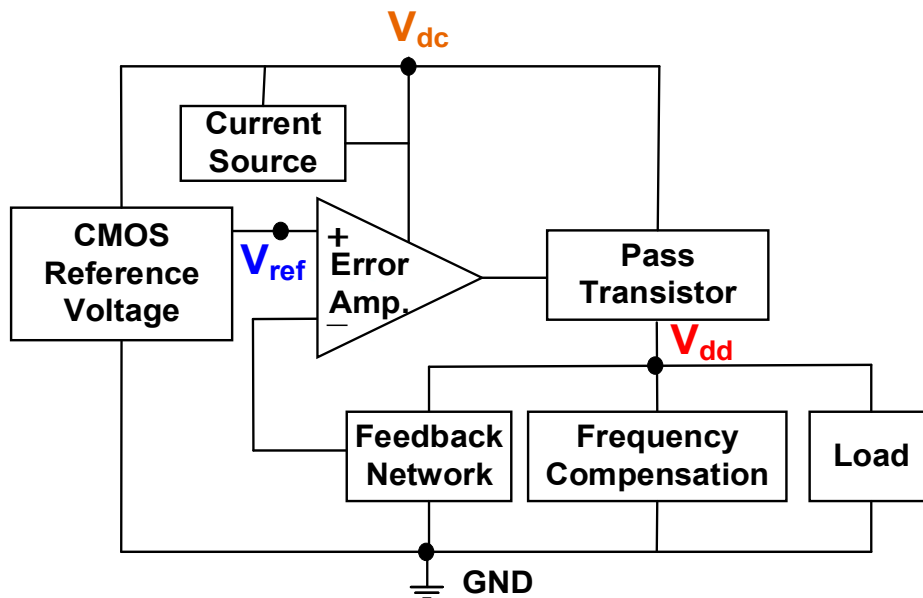 Vdc
Current
Source
CMOS
Reference
Voltage
Vref
+
Error
Amp.
−
Pass
Transistor
Vdd
Feedback
Network
Frequency
Compensation
Load
GND